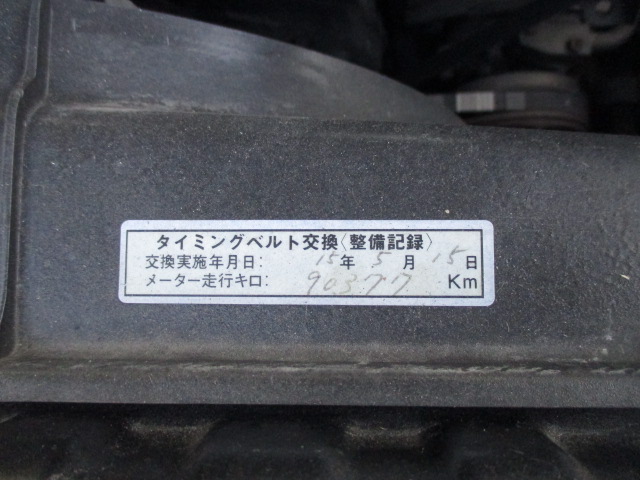 タイミングベルト交換〈整備記録〉
交換実施年月日: 15年 5月 15日
メーター走行キロ: 90377 Km